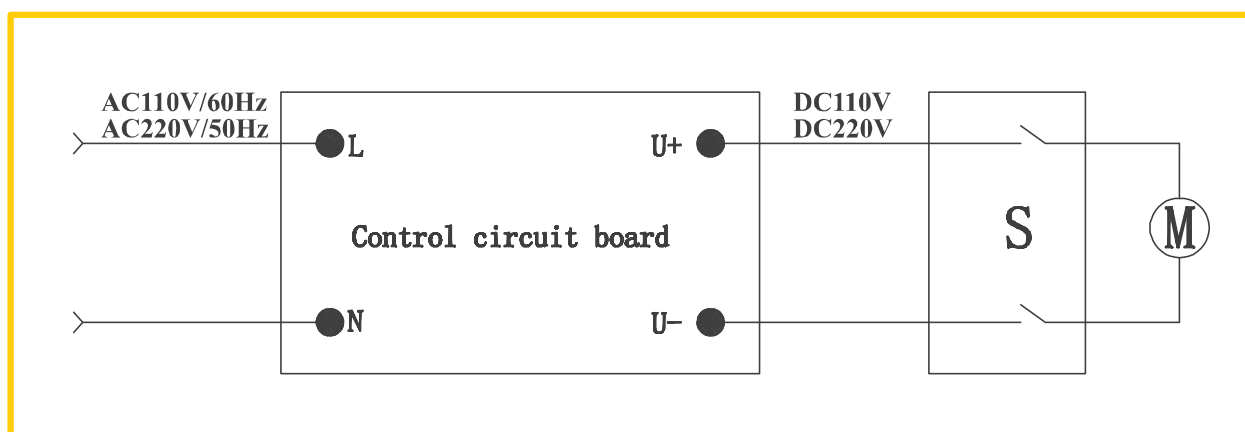 AC110V/60Hz
AC220V/50Hz
DC110V
DC220V
L
U+
Control circuit board
S
M
N
U-